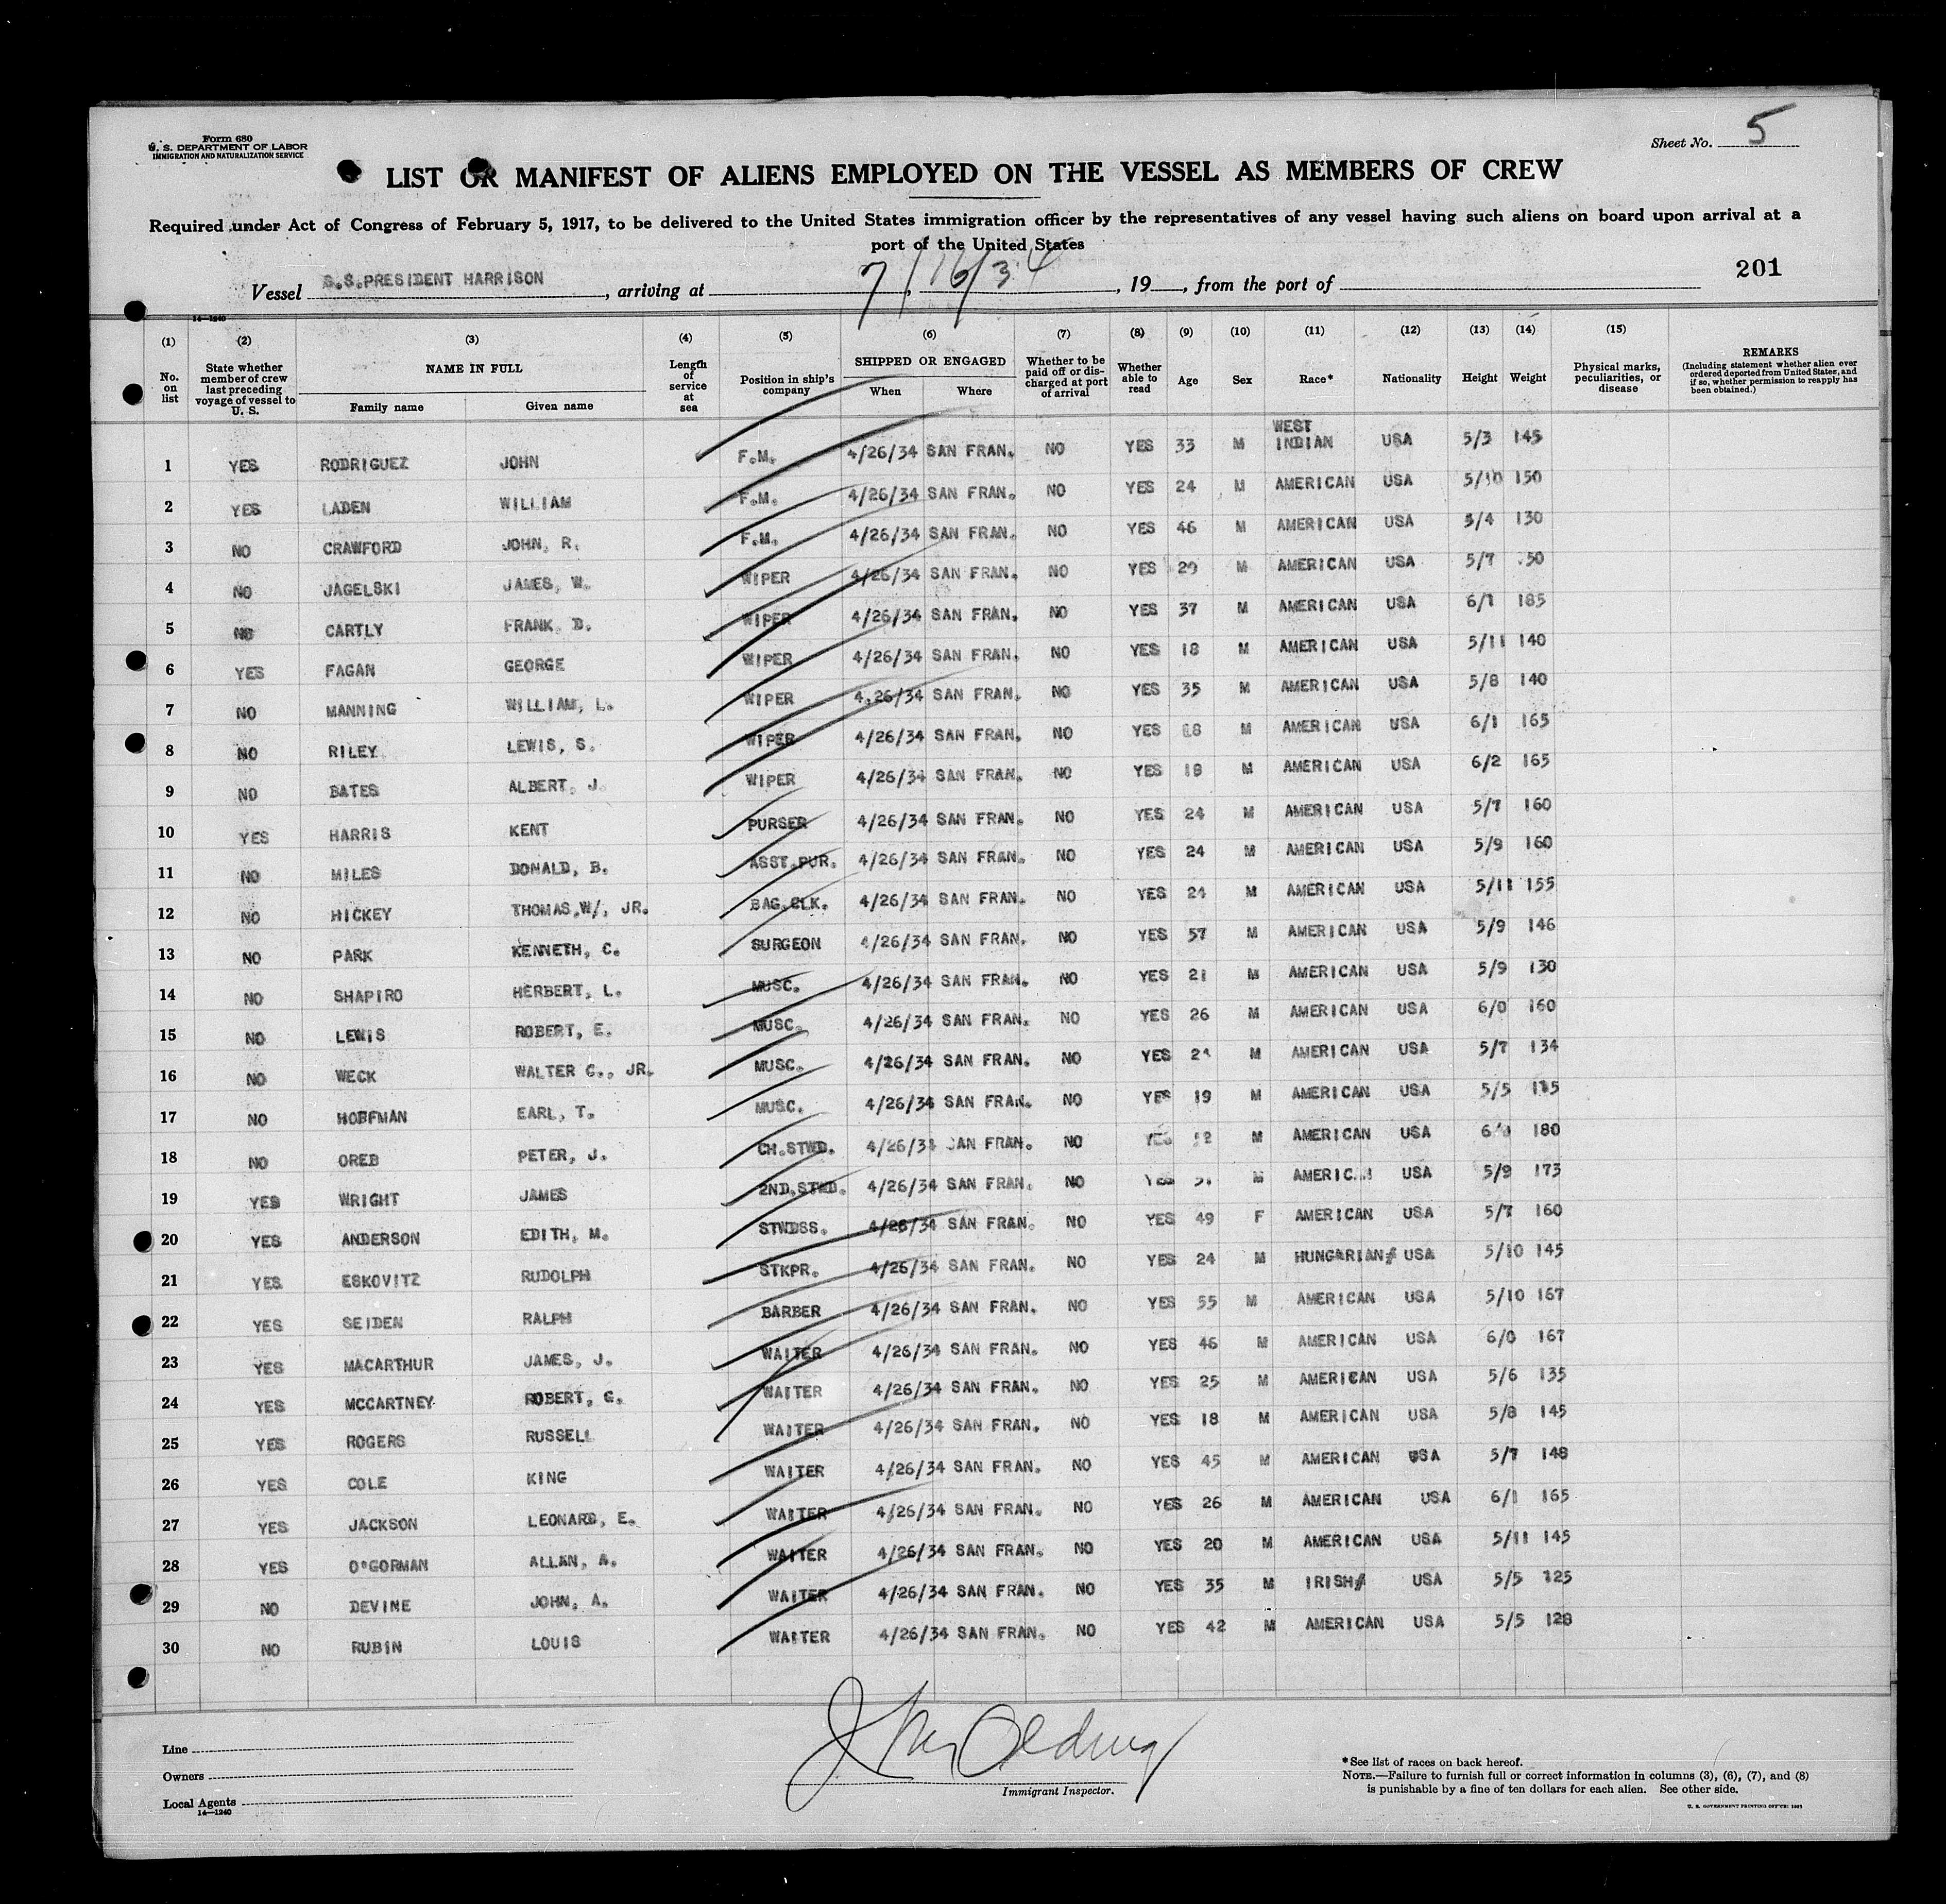 Form 680
U. S. DEPARTMENT OF LABOR
IMMIGRATION AND NATURALIZATION SERVICE
Sheet No. 5
LIST OR MANIFEST OF ALIENS EMPLOYED ON THE VESSEL AS MEMBERS OF CREW
Required under Act of Congress of February 5, 1917, to be delivered to the United States immigration officer by the representatives of any vessel having such aliens on board upon arrival at a
port of the United States
201
Vessel S.S.PRESIDENT HARRISON, arriving at 7/16/34, 19 , from the port of
14—1240
(1) (2) (3) (4) (5) (6) (7) (8) (9) (10) (11) (12) (13) (14) (15)
No. on list State whether member of crew last preceding voyage of vessel to U. S. NAME IN FULL Family name Given name Length of service at sea Position in ship's company SHIPPED OR ENGAGED When Where Whether to be paid off or discharged at port of arrival Whether able to read Age Sex Race* Nationality Height Weight Physical marks, peculiarities, or disease REMARKS (Including statement whether alien ever ordered deported from United States, and if so, whether permission to reapply has been obtained.)
1 YES RODRIGUEZ JOHN F.M. 4/26/34 SAN FRAN. NO YES 33 M WEST INDIAN USA 5/3 145
2 YES LADEN WILLIAM F.M. 4/26/34 SAN FRAN. NO YES 24 M AMERICAN USA 5/10 150
3 NO CRAWFORD JOHN, R. F.M. 4/26/34 SAN FRAN. NO YES 46 M AMERICAN USA 5/4 130
4 NO JAGELSKI JAMES, W. WIPER 4/26/34 SAN FRAN. NO YES M AMERICAN USA 5/7
5 NO CARTLY FRANK, D. WIPER 4/26/34 SAN FRAN. NO YES 37 M AMERICAN USA 6/1 185
6 YES FAGAN GEORGE WIPER 4/26/34 SAN FRAN. NO YES 18 M AMERICAN USA 5/11 140
7 NO MANNING WILLIAM, L. WIPER 4,26/34 SAN FRAN. NO YES 35 M AMERICAN USA 5/8 140
8 NO RILEY LEWIS, S. WIPER 4/26/34 SAN FRAN. NO YES M AMERICAN USA 6/1 165
9 NO BATES ALBERT, J. WIPER 4/26/34 SAN FRAN. NO YES 18 M AMERICAN USA 6/2 165
10 YES HARRIS KENT PURSER 4/26/34 SAN FRAN. NO YES 24 M AMERICAN USA 5/7 160
11 NO MILES DONALD, B. ASST.PUR. 4/26/34 SAN FRAN. NO YES 24 M AMERICAN USA 5/9 160
12 NO HICKEY THOMAS,W/, JR. BAG.CLK. 4/26/34 SAN FRAN. NO YES 24 M AMERICAN USA 5/11 155
13 NO PARK KENNETH, C. SURGEON 4/26/34 SAN FRAN. NO YES 57 M AMERICAN USA 5/9 146
14 NO SHAPIRO HERBERT, L. MUSC. 4/26/34 SAN FRAN. NO YES 21 M AMERICAN USA 5/9 130
15 NO LEWIS ROBERT, E. MUSC. 4/26/34 SAN FRAN. NO YES 26 M AMERICAN USA 6/0 160
16 NO WECK WALTER C., JR. MUSC. 4/26/34 SAN FRAN. NO YES M AMERICAN USA 5/7 134
17 NO HOFFMAN EARL, T. MUSC. 4/26/34 SAN FRAN. NO YES 19 M AMERICAN USA 5/5
18 NO OREB PETER, J. CH.STWD. 4/26/34 SAN FRAN. NO YES M AMERICAN USA 180
19 YES WRIGHT JAMES 2ND.STWD. 4/26/34 SAN FRAN. NO YES M USA 5/9 173
20 YES ANDERSON EDITH, M. STWDSS. 4/26/34 SAN FRAN. NO YES 49 F AMERICAN USA 5/7 160
21 YES ESKOVITZ RUDOLPH STKPR. 4/26/34 SAN FRAN. NO YES 24 M HUNGARIAN USA 5/10 145
22 YES SEIDEN RALPH BARBER 4/26/34 SAN FRAN. NO YES 55 M AMERICAN USA 5/10 167
23 YES MACARTHUR JAMES, J. WAITER 4/26/34 SAN FRAN. NO YES 46 M AMERICAN USA 6/0 167
24 YES MCCARTNEY ROBERT, G. WAITER 4/26/34 SAN FRAN. NO YES 25 M AMERICAN USA 5/6 135
25 YES ROGERS RUSSELL WAITER 4/26/34 SAN FRAN. NO YES 18 M AMERICAN USA 5/8 145
26 YES COLE KING WAITER 4/26/34 SAN FRAN. NO YES 45 M AMERICAN USA 5/7 148
27 YES JACKSON LEONARD, E. WAITER 4/26/34 SAN FRAN. NO YES 26 M AMERICAN USA 6/1 165
28 YES O'GORMAN ALLAN, A. WAITER 4/26/34 SAN FRAN. NO YES 20 M AMERICAN USA 5/11 145
29 NO DEVINE JOHN, A. WAITER 4/26/34 SAN FRAN. NO YES 35 M IRISH USA 5/5 125
30 NO RUBIN LOUIS WAITER 4/26/34 SAN FRAN. NO YES 42 M AMERICAN USA 5/5 128
Line
Owners
Local Agents
14—1240
Immigrant Inspector.
*See list of races on back hereof.
NOTE.—Failure to furnish full or correct information in columns (3), (6), (7), and (8)
is punishable by a fine of ten dollars for each alien. See other side.
U. S. GOVERNMENT PRINTING OFFICE: